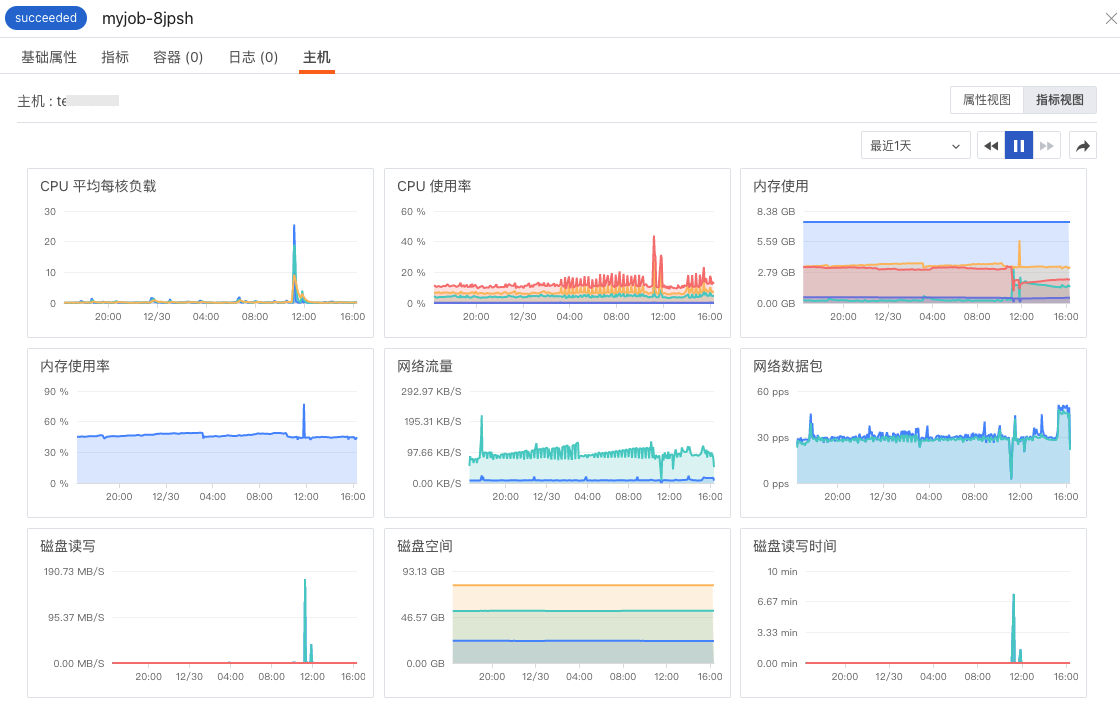 succeeded myjob-8jpsh
基础属性 指标 容器 (0) 日志 (0) 主机
主机 : te
属性视图 指标视图
最近1天
CPU 平均每核负载
30
20
10
0
20:00 12/30 04:00 08:00 12:00 16:00
CPU 使用率
60 %
40 %
20 %
0 %
20:00 12/30 04:00 08:00 12:00 16:00
内存使用
8.38 GB
5.59 GB
2.79 GB
0.00 GB
20:00 12/30 04:00 08:00 12:00 16:00
内存使用率
90 %
60 %
30 %
0 %
20:00 12/30 04:00 08:00 12:00 16:00
网络流量
292.97 KB/S
195.31 KB/S
97.66 KB/S
0.00 KB/S
20:00 12/30 04:00 08:00 12:00 16:00
网络数据包
60 pps
30 pps
0 pps
20:00 12/30 04:00 08:00 12:00 16:00
磁盘读写
190.73 MB/S
95.37 MB/S
0.00 MB/S
20:00 12/30 04:00 08:00 12:00 16:00
磁盘空间
93.13 GB
46.57 GB
0.00 GB
20:00 12/30 04:00 08:00 12:00 16:00
磁盘读写时间
10 min
6.67 min
3.33 min
0.00 min
20:00 12/30 04:00 08:00 12:00 16:00